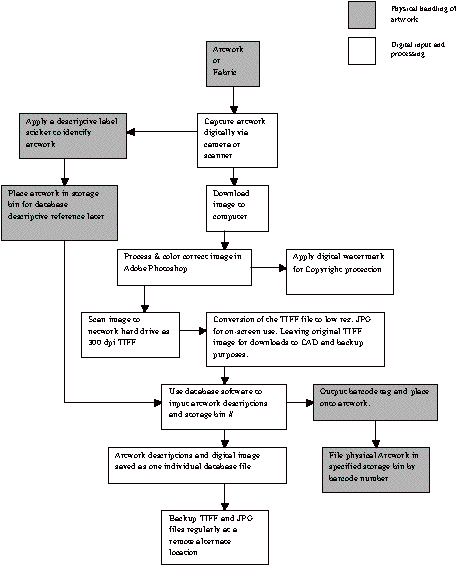 Physical handling of
artwork
Digital input and
processing
Artwork
or
Fabric
Apply a descriptive label
sticker to identify
artwork
Capture artwork
digitally via
camera or
scanner
Place artwork in storage
bin for database
descriptive reference later
Download
image to
computer
Process & color correct image in
Adobe Photoshop
Apply digital watermark
for Copyright protection
Scan image to
network hard drive as
300 dpi TIFF
Conversion of the TIFF file to low res. JPG
for on-screen use. Leaving original TIFF
image for downloads to CAD and backup
purposes.
Use database software to
input artwork descriptions
and storage bin #
Output barcode tag and place
onto artwork.
Artwork descriptions and digital image
saved as one individual database file
File physical Artwork in
specified storage bin by
barcode number
Backup TIFF and JPG
files regularly at a
remote alternate
location